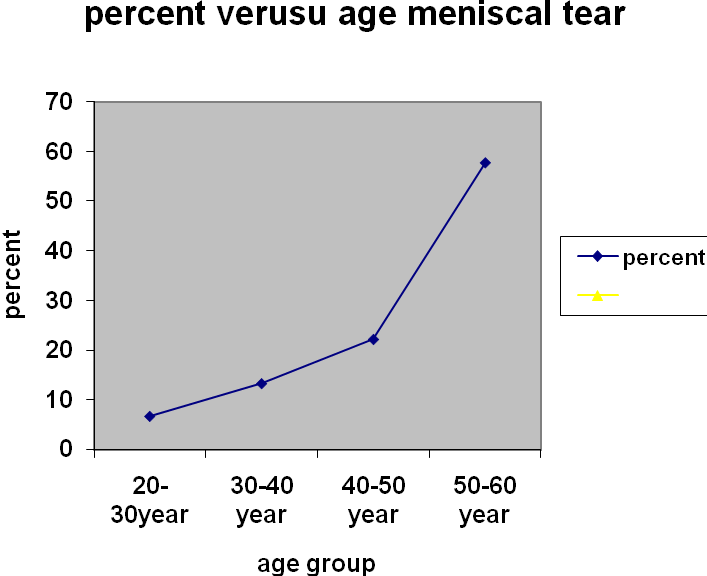 percent verusu age meniscal tear
70
60
50
40
30
20
10
0
percent
20-
30year
30-40
year
40-50
year
50-60
year
age group
percent